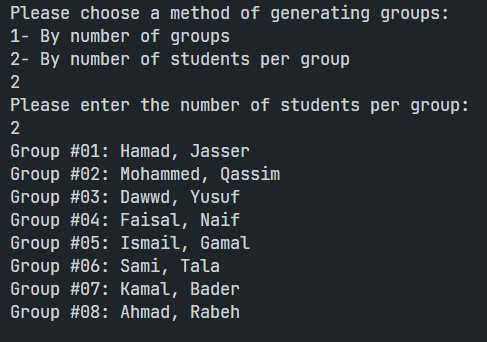 Please choose a method of generating groups:
1- By number of groups
2- By number of students per group
2
Please enter the number of students per group:
2
Group #01: Hamad, Jasser
Group #02: Mohammed, Qassim
Group #03: Dawwd, Yusuf
Group #04: Faisal, Naif
Group #05: Ismail, Gamal
Group #06: Sami, Tala
Group #07: Kamal, Bader
Group #08: Ahmad, Rabeh